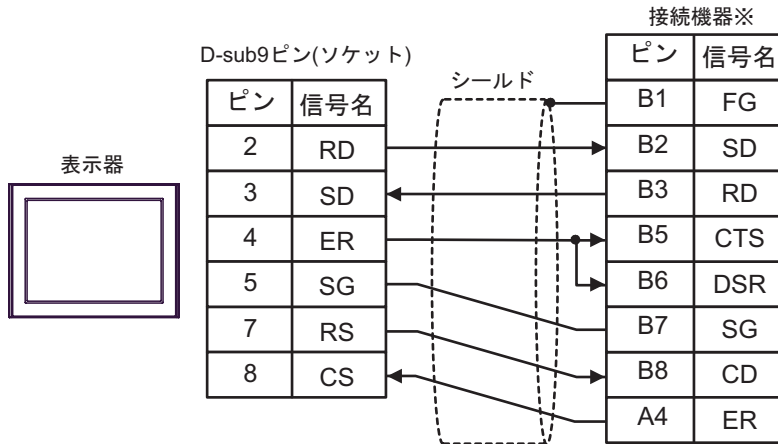 接続機器※
D-sub9ピン(ソケット)
シールド
表示器
ピン 信号名
2 RD
3 SD
4 ER
5 SG
7 RS
8 CS
ピン 信号名
B1 FG
B2 SD
B3 RD
B5 CTS
B6 DSR
B7 SG
B8 CD
A4 ER